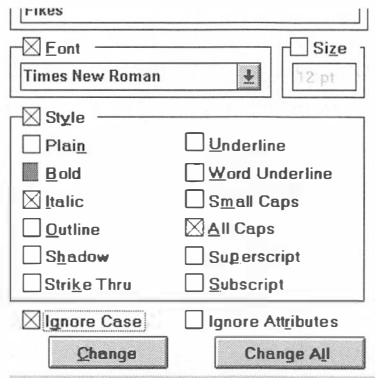 Fikes
Font
Size
Times New Roman
12 pt
Style
Plain
Underline
Bold
Word Underline
Italic
Small Caps
Outline
All Caps
Shadow
Superscript
Strike Thru
Subscript
Ignore Case
Ignore Attributes
Change
Change All